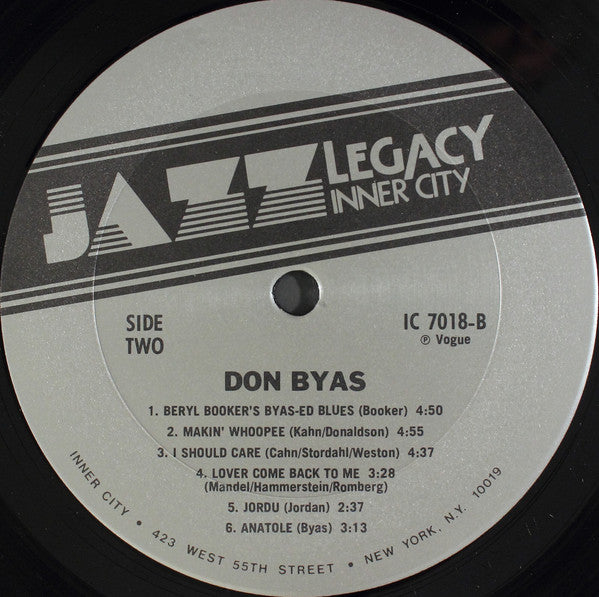 JAZZ LEGACY
INNER CITY
SIDE
TWO
IC 7018-B
℗ Vogue
DON BYAS
1. BERYL BOOKER'S BYAS-ED BLUES (Booker) 4:50
2. MAKIN' WHOOPEE (Kahn/Donaldson) 4:55
3. I SHOULD CARE (Cahn/Stordahl/Weston) 4:37
4. LOVER COME BACK TO ME 3:28
(Mandel/Hammerstein/Romberg)
5. JORDU (Jordan) 2:37
6. ANATOLE (Byas) 3:13
INNER CITY • 423 WEST 55TH STREET • NEW YORK, N.Y. 10019